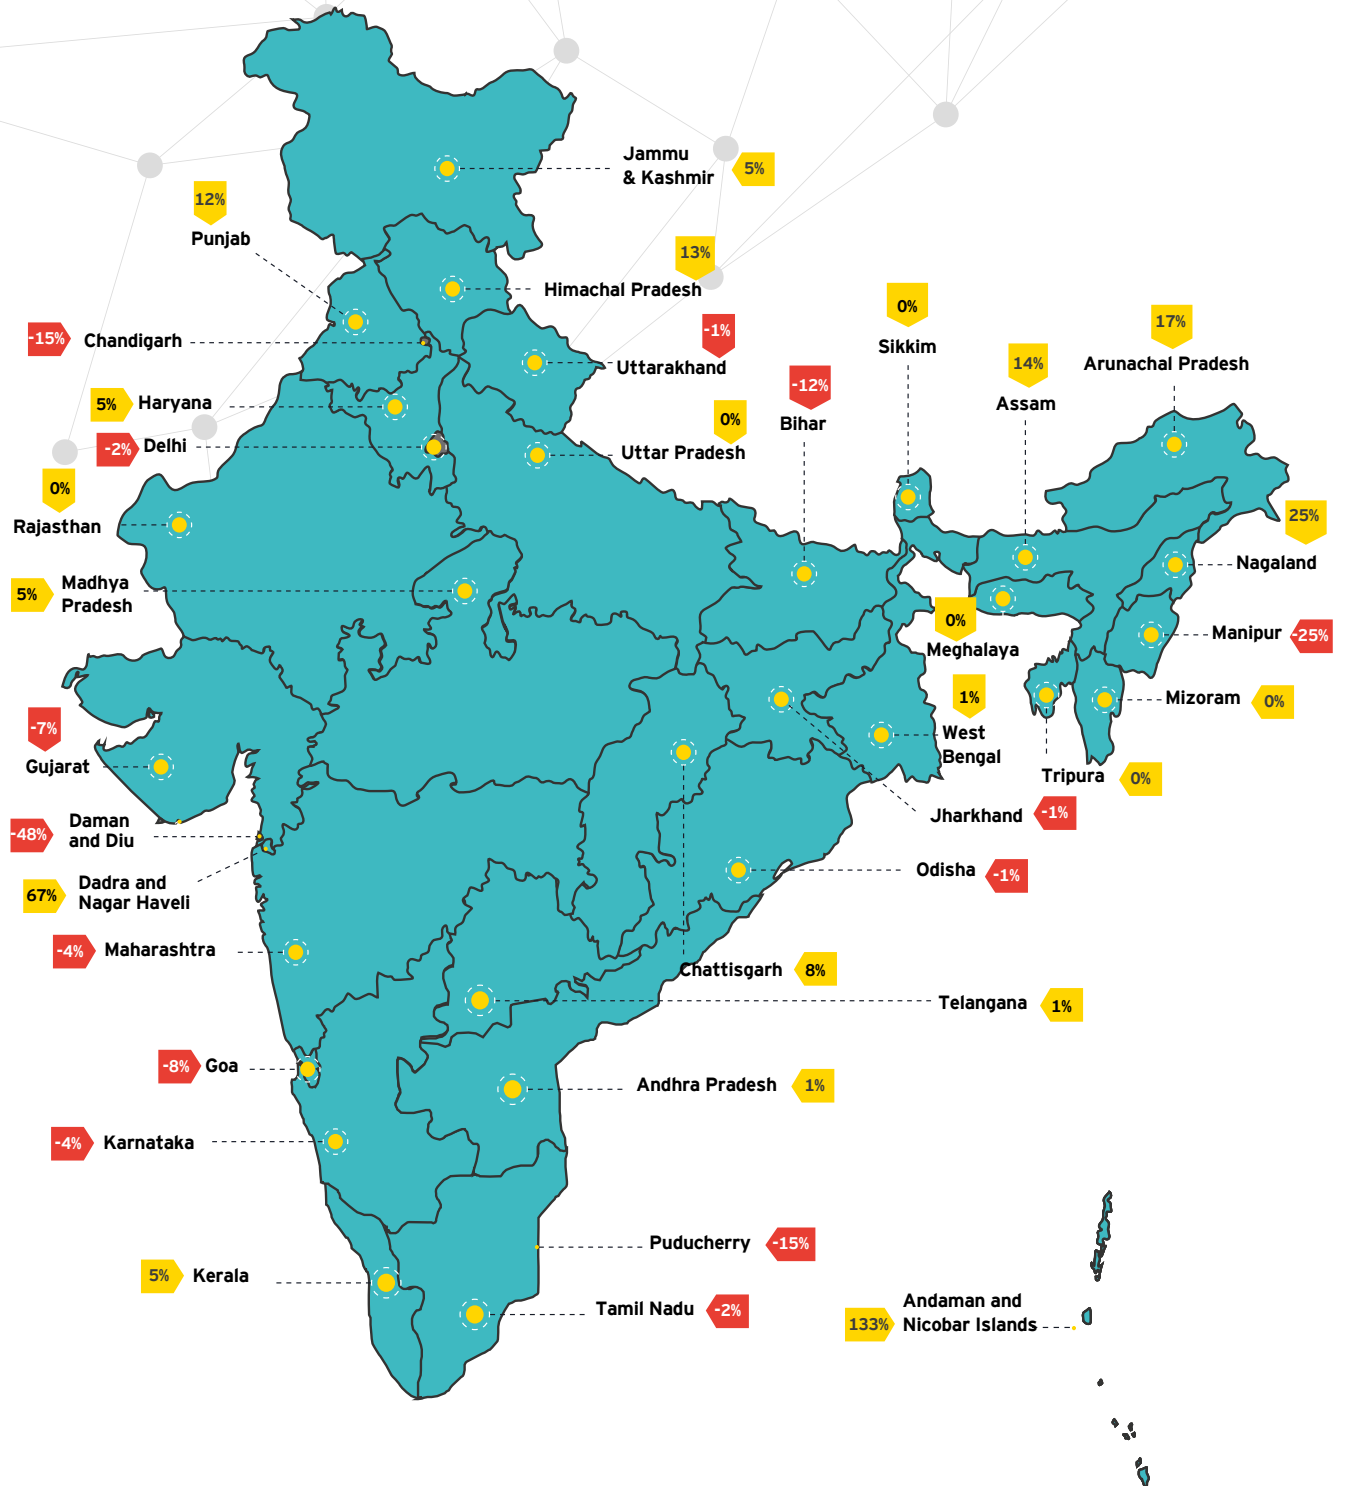 Jammu
& Kashmir
5%
12%
Punjab
13%
Himachal Pradesh
-15%
Chandigarh
-1%
Uttarakhand
0%
Sikkim
17%
Arunachal Pradesh
14%
Assam
-12%
Bihar
5%
Haryana
0%
Uttar Pradesh
-2%
Delhi
0%
Rajasthan
25%
Nagaland
5%
Madhya
Pradesh
0%
Meghalaya
Manipur
-25%
Mizoram
0%
1%
West
Bengal
-7%
Gujarat
Tripura
0%
Jharkhand
-1%
-48%
Daman
and Diu
67%
Dadra and
Nagar Haveli
Odisha
-1%
-4%
Maharashtra
Chattisgarh
8%
Telangana
1%
-8%
Goa
Andhra Pradesh
1%
-4%
Karnataka
Puducherry
-15%
5%
Kerala
Tamil Nadu
-2%
133%
Andaman and
Nicobar Islands